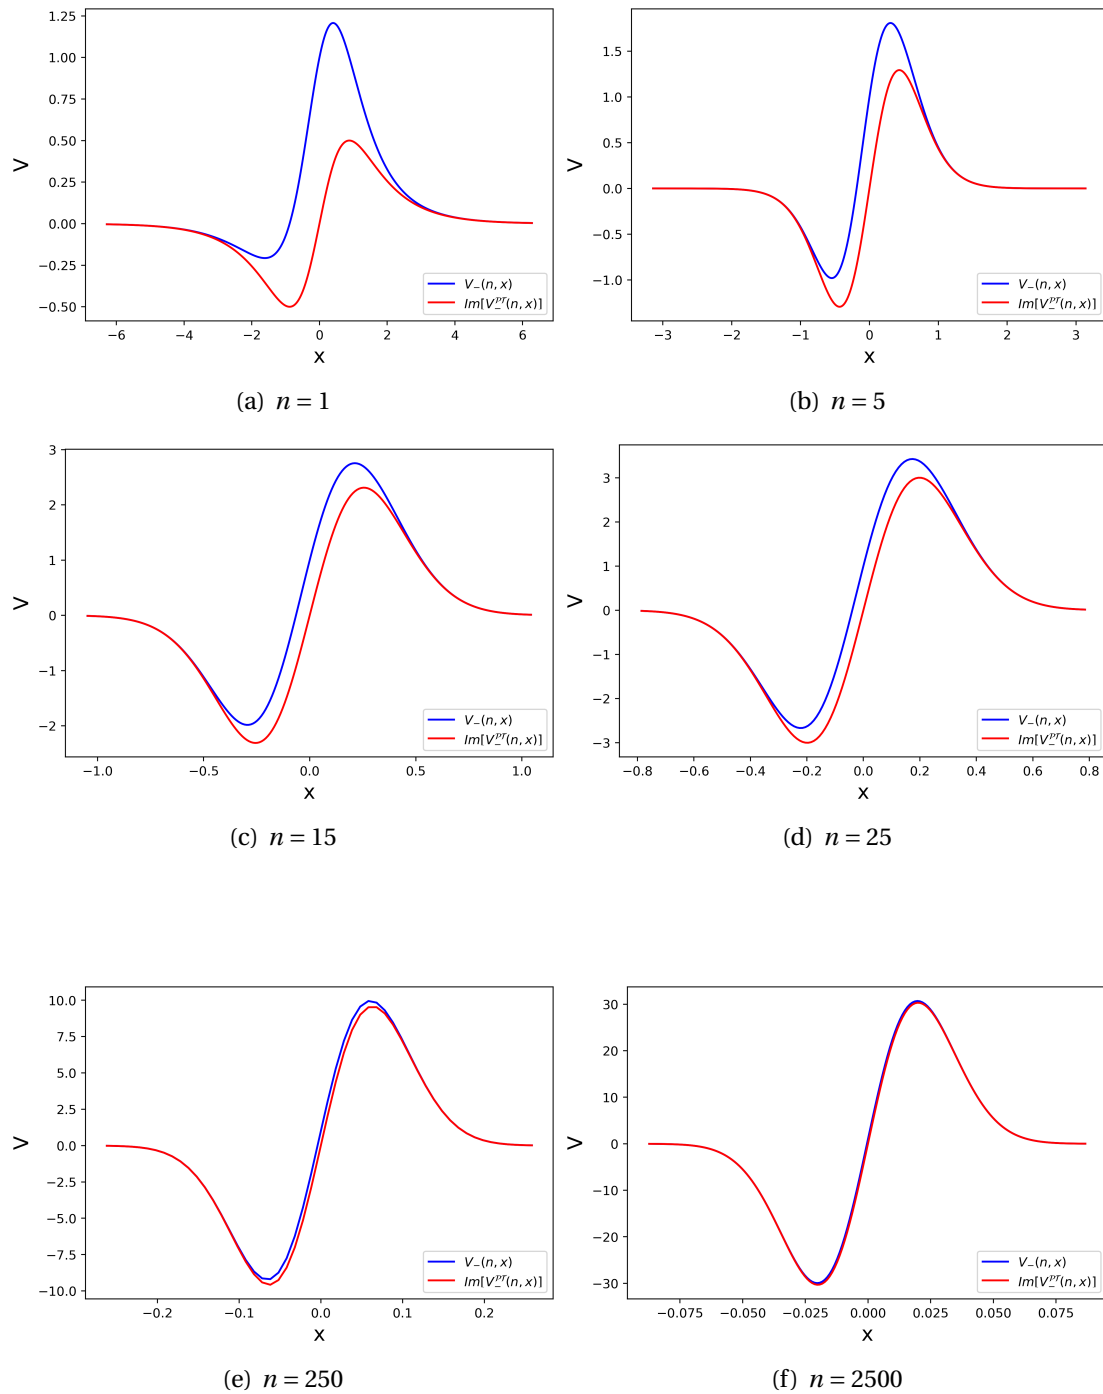 1.25
1.00
0.75
0.50
0.25
0.00
−0.25
−0.50
V
−6 −4 −2 0 2 4 6
x
V₋(n, x)
Im[V₋^{PT}(n, x)]
(a) n = 1
1.5
1.0
0.5
0.0
−0.5
−1.0
V
−3 −2 −1 0 1 2 3
x
V₋(n, x)
Im[V₋^{PT}(n, x)]
(b) n = 5
3
2
1
0
−1
−2
V
−1.0 −0.5 0.0 0.5 1.0
x
V₋(n, x)
Im[V₋^{PT}(n, x)]
(c) n = 15
3
2
1
0
−1
−2
−3
V
−0.8 −0.6 −0.4 −0.2 0.0 0.2 0.4 0.6 0.8
x
V₋(n, x)
Im[V₋^{PT}(n, x)]
(d) n = 25
10.0
7.5
5.0
2.5
0.0
−2.5
−5.0
−7.5
−10.0
V
−0.2 −0.1 0.0 0.1 0.2
x
V₋(n, x)
Im[V₋^{PT}(n, x)]
(e) n = 250
30
20
10
0
−10
−20
−30
V
−0.075 −0.050 −0.025 0.000 0.025 0.050 0.075
x
V₋(n, x)
Im[V₋^{PT}(n, x)]
(f) n = 2500